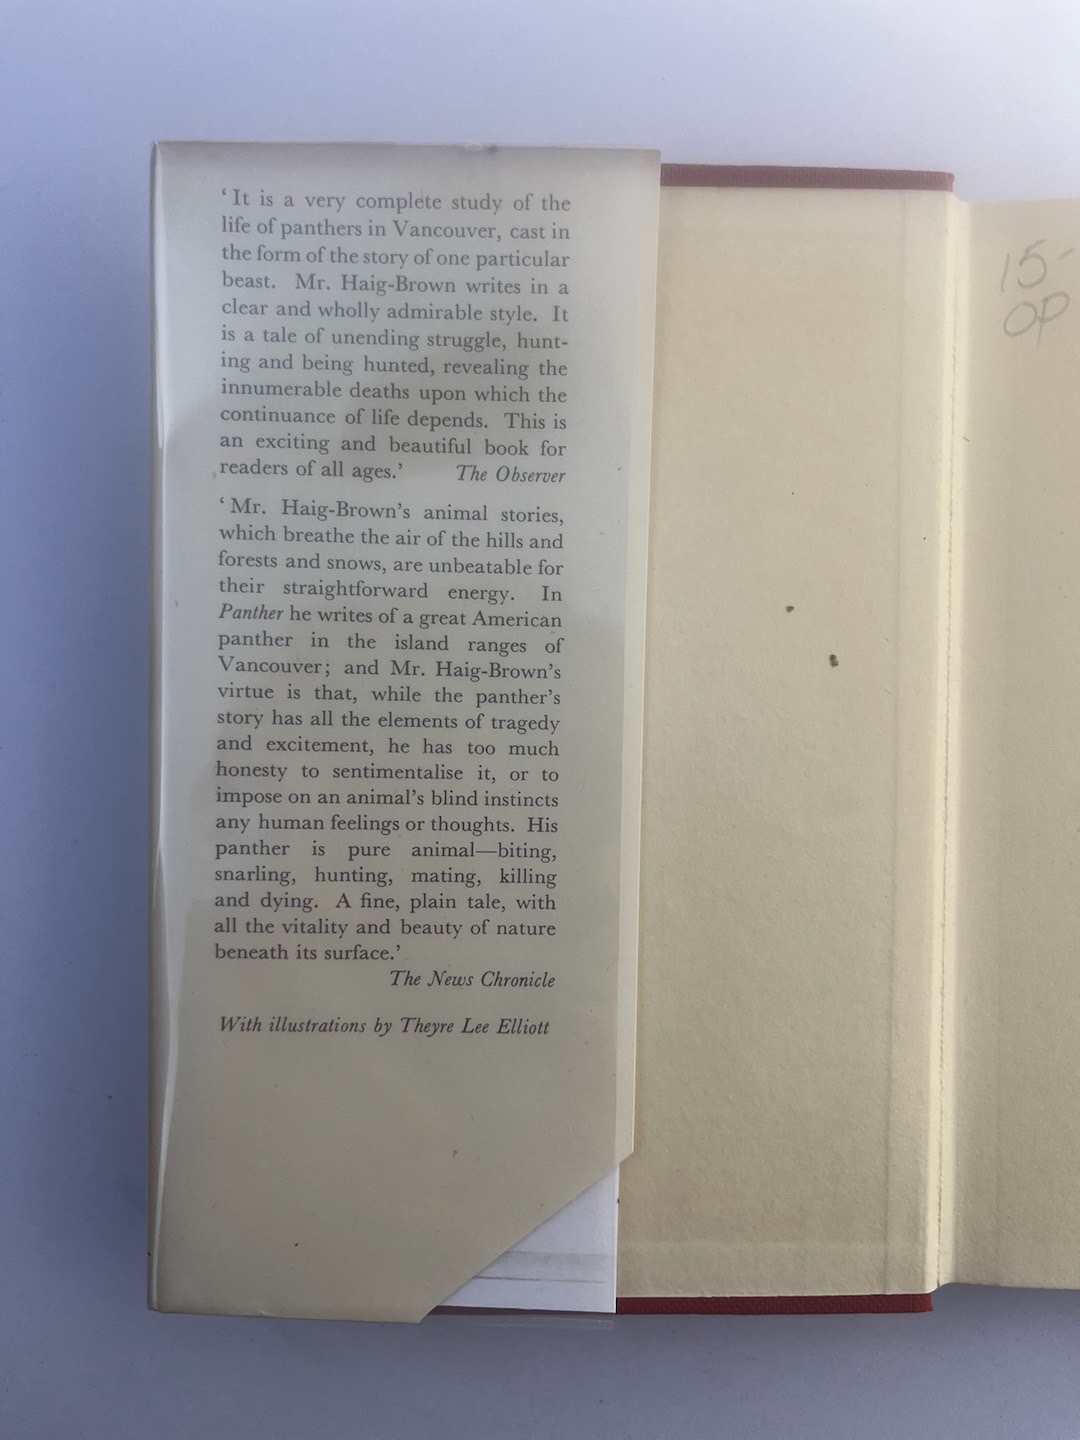 ‘ It is a very complete study of the
life of panthers in Vancouver, cast in
the form of the story of one particular
beast. Mr. Haig-Brown writes in a
clear and wholly admirable style. It
is a tale of unending struggle, hunt-
ing and being hunted, revealing the
innumerable deaths upon which the
continuance of life depends. This is
an exciting and beautiful book for
readers of all ages.’ The Observer
‘ Mr. Haig-Brown’s animal stories,
which breathe the air of the hills and
forests and snows, are unbeatable for
their straightforward energy. In
Panther he writes of a great American
panther in the island ranges of
Vancouver; and Mr. Haig-Brown’s
virtue is that, while the panther’s
story has all the elements of tragedy
and excitement, he has too much
honesty to sentimentalise it, or to
impose on an animal’s blind instincts
any human feelings or thoughts. His
panther is pure animal—biting,
snarling, hunting, mating, killing
and dying. A fine, plain tale, with
all the vitality and beauty of nature
beneath its surface.’
The News Chronicle
With illustrations by Theyre Lee Elliott
15-
OP